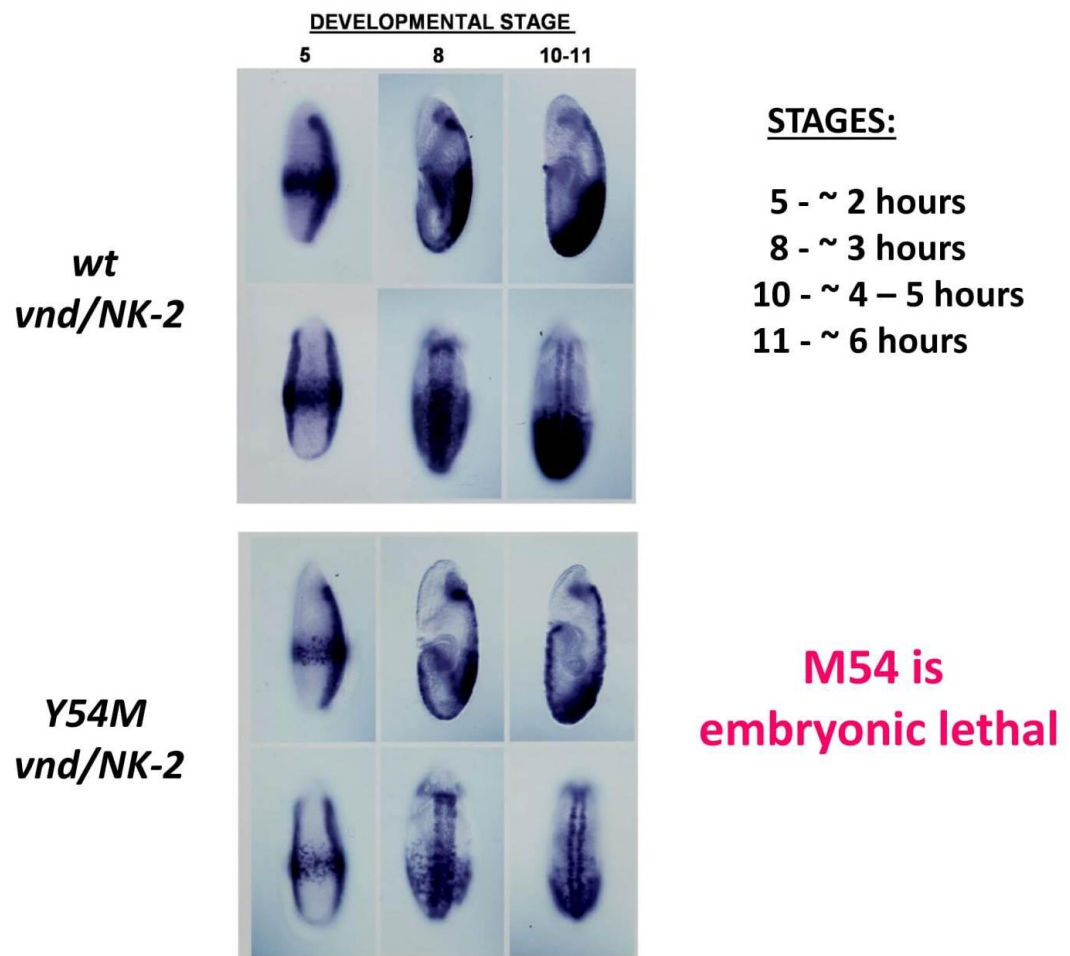 DEVELOPMENTAL STAGE
5 8 10-11
wt
vnd/NK-2
STAGES:
5 - ~ 2 hours
8 - ~ 3 hours
10 - ~ 4 – 5 hours
11 - ~ 6 hours
Y54M
vnd/NK-2
M54 is
embryonic lethal